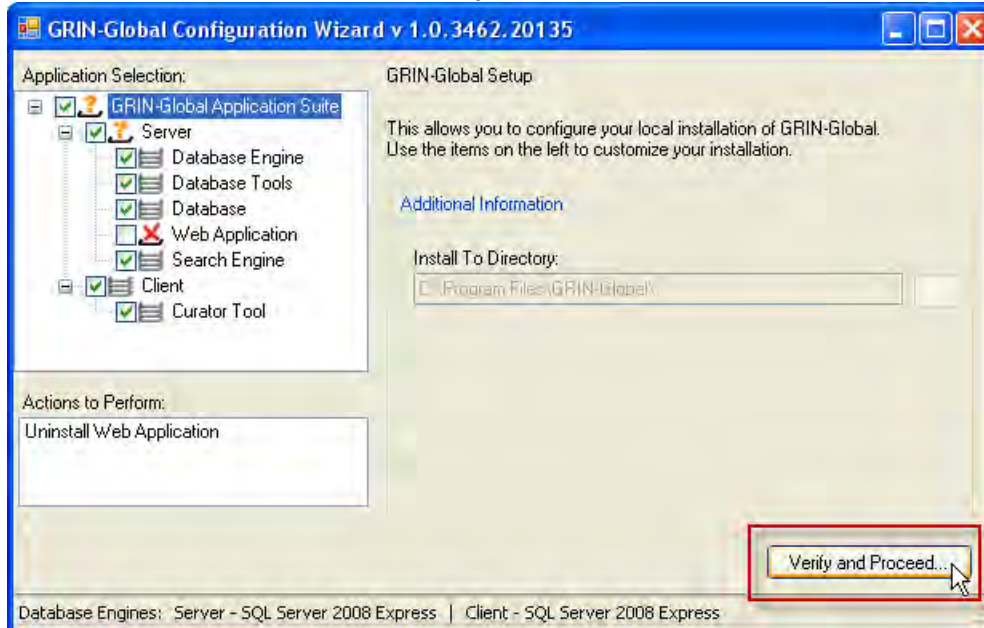 GRIN-Global Configuration Wizard v 1.0.3462.20135
Application Selection:
GRIN-Global Application Suite
Server
Database Engine
Database Tools
Database
Web Application
Search Engine
Client
Curator Tool
Actions to Perform:
Uninstall Web Application
GRIN-Global Setup
This allows you to configure your local installation of GRIN-Global.
Use the items on the left to customize your installation.
Additional Information
Install To Directory:
C:\Program Files\GRIN-Global\
Verify and Proceed...
Database Engines: Server - SQL Server 2008 Express | Client - SQL Server 2008 Express